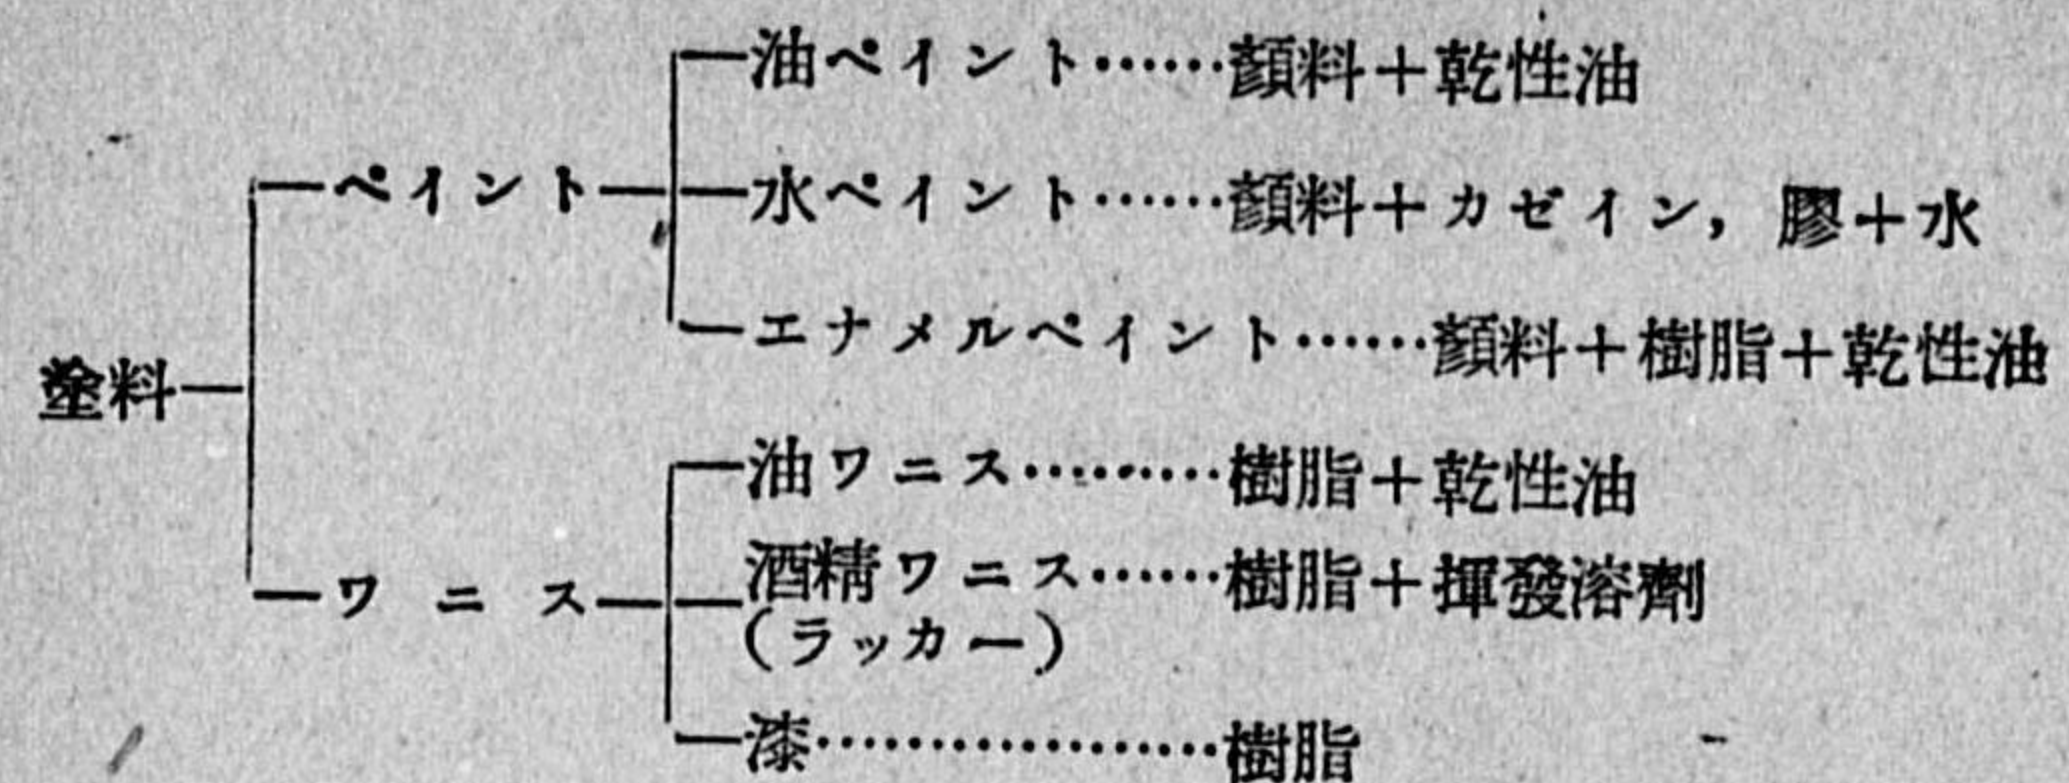 塗料
ペイント
油ペイント……顏料＋乾性油
水ペイント……顏料＋カゼイン，膠＋水
エナメルペイント……顏料＋樹脂＋乾性油
ワニス
油ワニス………樹脂＋乾性油
酒精ワニス……樹脂＋揮發溶劑
（ラッカー）
漆………………樹脂